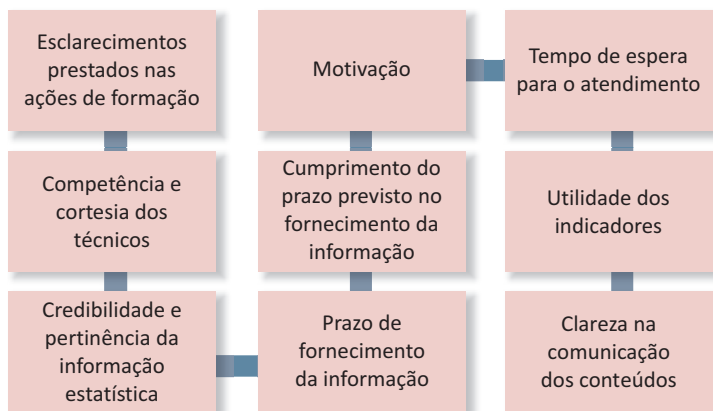 Esclarecimentos
prestados nas
ações de formação
Competência e
cortesia dos
técnicos
Credibilidade e
pertinência da
informação
estatística
Prazo de
fornecimento
da informação
Cumprimento do
prazo previsto no
fornecimento da
informação
Motivação
Tempo de espera
para o atendimento
Utilidade dos
indicadores
Clareza na
comunicação
dos conteúdos